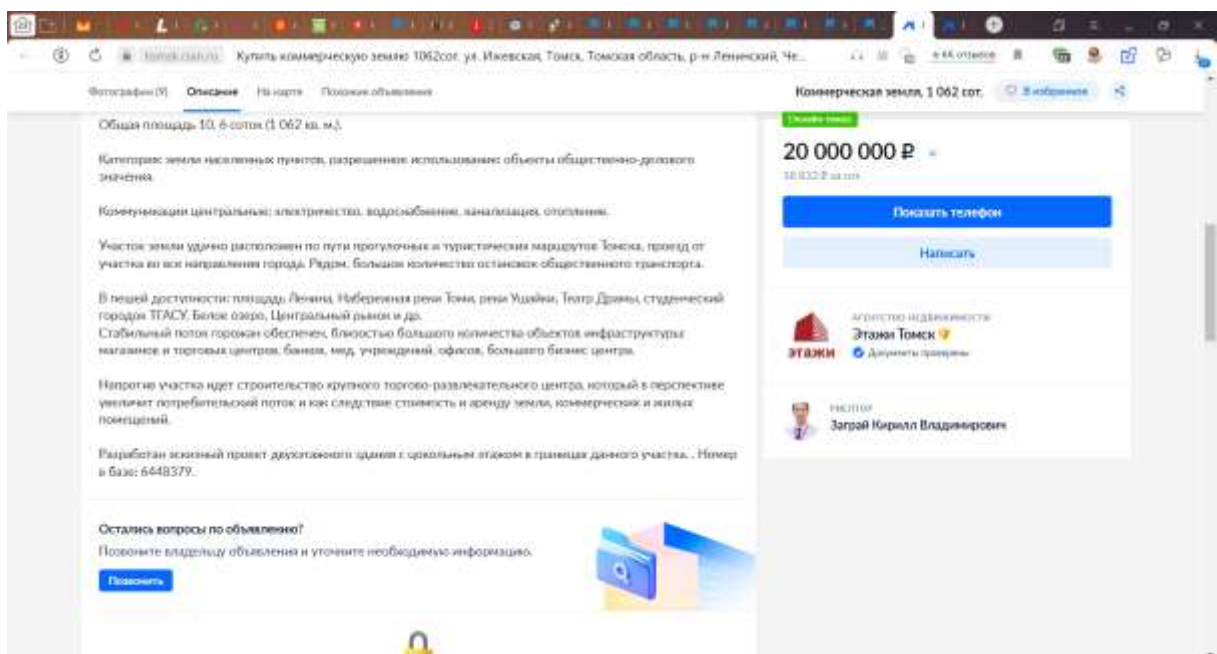 tomsk.cian.ru Купить коммерческую землю 1062сот. ул. Ижевская, Томск, Томская область, р-н Ленинский, Че...
Фотографии (9) Описание На карте Похожие объявления
Коммерческая земля, 1 062 сот. В избранное
Общая площадь 10, 6 соток (1 062 кв. м.).
Категория: земли населенных пунктов, разрешенное использование: объекты общественно-делового
значения.
Коммуникации центральные: электричество, водоснабжение, канализация, отопление.
Участок земли удачно расположен по пути прогулочных и туристических маршрутов Томска, проезд от
участка во все направления города. Рядом, большое количество остановок общественного транспорта.
В пешей доступности: площадь Ленина, Набережная реки Томи, реки Ушайки, Театр Драмы, студенческий
городок ТГАСУ, Белое озеро, Центральный рынок и др.
Стабильный поток горожан обеспечен, близостью большого количества объектов инфраструктуры:
магазинов и торговых центров, банков, мед. учреждений, офисов, большого бизнес центра.
Напротив участка идет строительство крупного торгово-развлекательного центра, который в перспективе
увеличит потребительский поток и как следствие стоимость и аренду земли, коммерческих и жилых
помещений.
Разработан эскизный проект двухэтажного здания с цокольным этажом в границах данного участка. . Номер
в базе: 6448379.
Остались вопросы по объявлению?
Позвоните владельцу объявления и уточните необходимую информацию.
Позвонить
Онлайн-показ
20 000 000 ₽
18 832 ₽ за сот.
Показать телефон
Написать
АГЕНТСТВО НЕДВИЖИМОСТИ
Этажи Томск
Документы проверены
ЭТАЖИ
РИЕЛТОР
Заграй Кирилл Владимирович